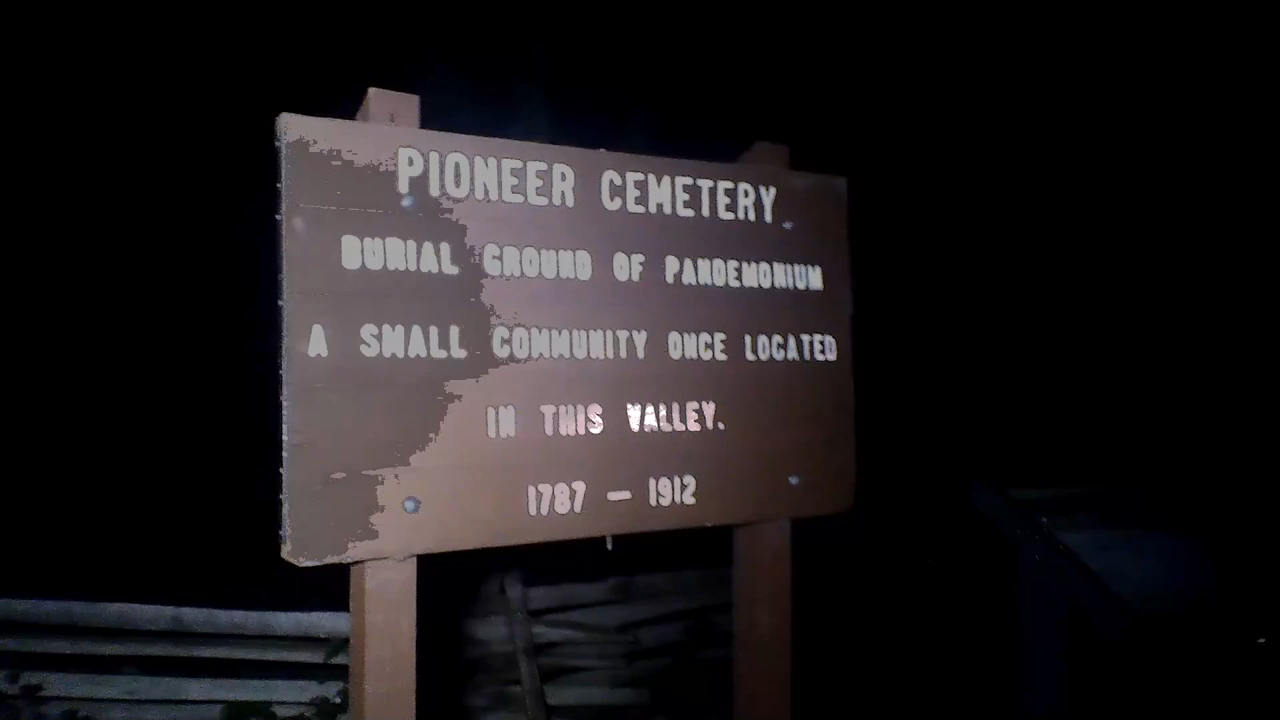 PIONEER CEMETERY
BURIAL GROUND OF PANDEMONIUM
A SMALL COMMUNITY ONCE LOCATED
IN THIS VALLEY.
1787 — 1912